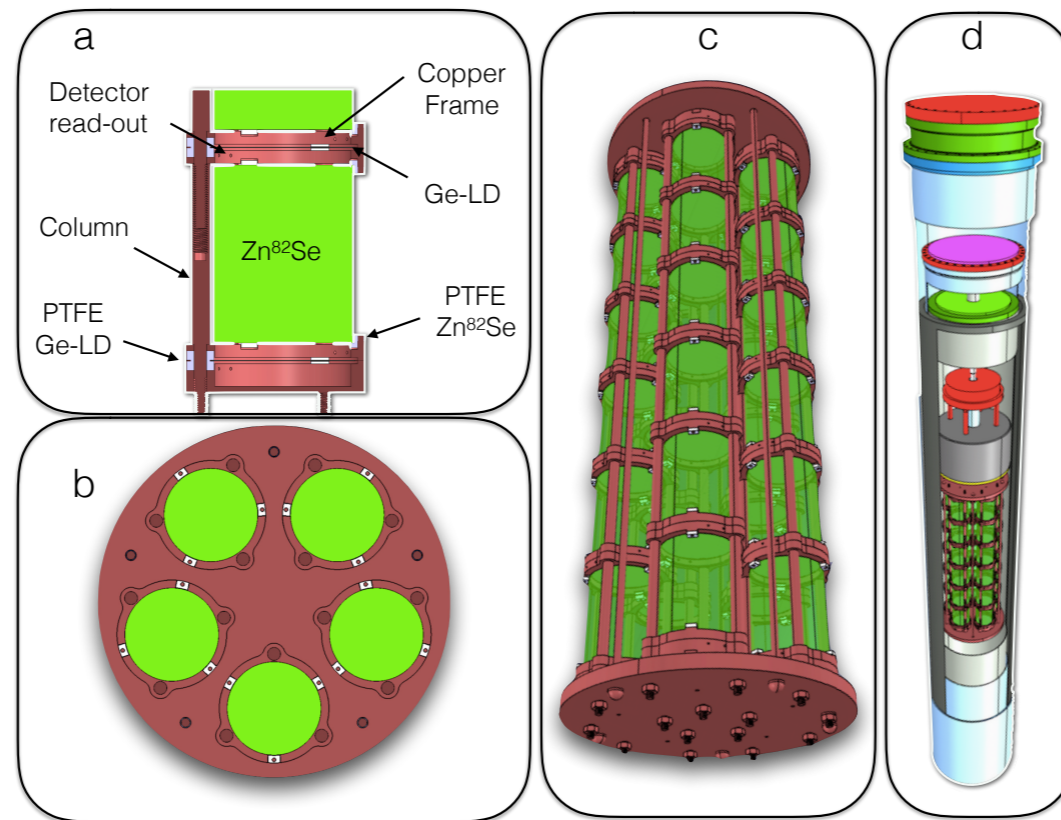 a
Detector
read-out
Copper
Frame
Ge-LD
Column
Zn⁸²Se
PTFE
Ge-LD
PTFE
Zn⁸²Se
b
c
d